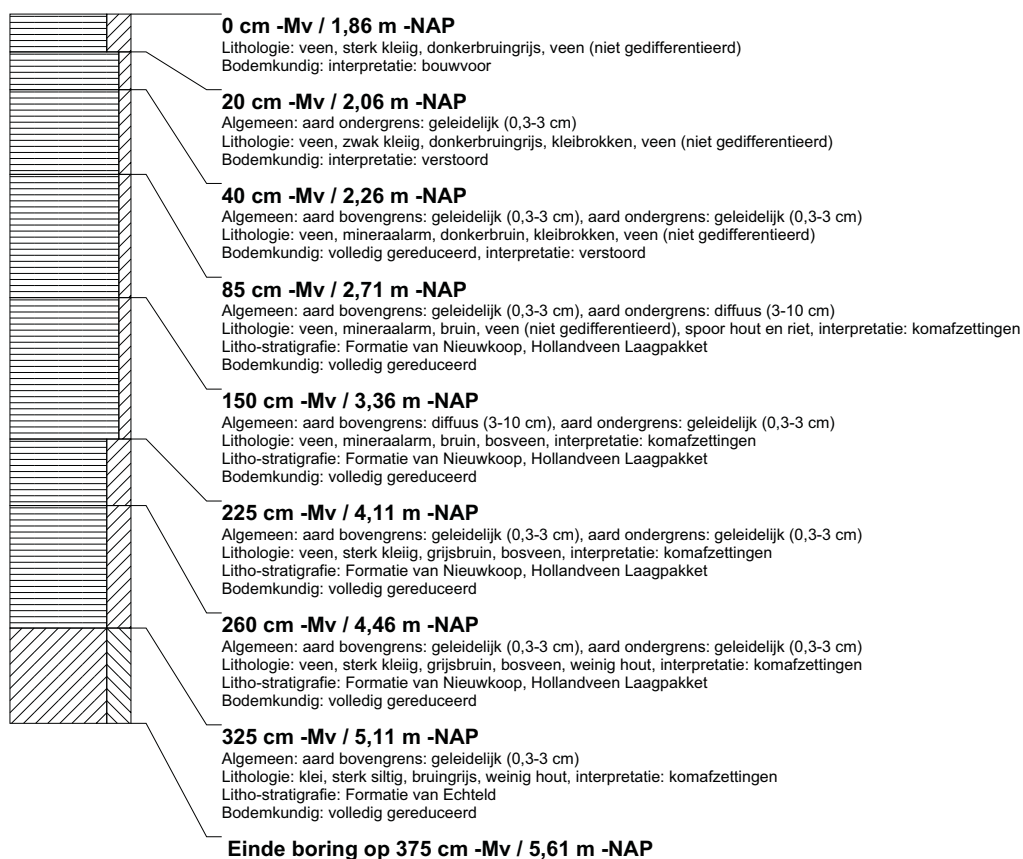 0 cm -Mv / 1,86 m -NAP
Lithologie: veen, sterk kleiig, donkerbruingrijs, veen (niet gedifferentieerd)
Bodemkundig: interpretatie: bouwvoor
20 cm -Mv / 2,06 m -NAP
Algemeen: aard ondergrens: geleidelijk (0,3-3 cm)
Lithologie: veen, zwak kleiig, donkerbruingrijs, kleibrokken, veen (niet gedifferentieerd)
Bodemkundig: interpretatie: verstoord
40 cm -Mv / 2,26 m -NAP
Algemeen: aard bovengrens: geleidelijk (0,3-3 cm), aard ondergrens: geleidelijk (0,3-3 cm)
Lithologie: veen, mineraalarm, donkerbruin, kleibrokken, veen (niet gedifferentieerd)
Bodemkundig: volledig gereduceerd, interpretatie: verstoord
85 cm -Mv / 2,71 m -NAP
Algemeen: aard bovengrens: geleidelijk (0,3-3 cm), aard ondergrens: diffuus (3-10 cm)
Lithologie: veen, mineraalarm, bruin, veen (niet gedifferentieerd), spoor hout en riet, interpretatie: komafzettingen
Litho-stratigrafie: Formatie van Nieuwkoop, Hollandveen Laagpakket
Bodemkundig: volledig gereduceerd
150 cm -Mv / 3,36 m -NAP
Algemeen: aard bovengrens: diffuus (3-10 cm), aard ondergrens: geleidelijk (0,3-3 cm)
Lithologie: veen, mineraalarm, bruin, bosveen, interpretatie: komafzettingen
Litho-stratigrafie: Formatie van Nieuwkoop, Hollandveen Laagpakket
Bodemkundig: volledig gereduceerd
225 cm -Mv / 4,11 m -NAP
Algemeen: aard bovengrens: geleidelijk (0,3-3 cm), aard ondergrens: geleidelijk (0,3-3 cm)
Lithologie: veen, sterk kleiig, grijsbruin, bosveen, interpretatie: komafzettingen
Litho-stratigrafie: Formatie van Nieuwkoop, Hollandveen Laagpakket
Bodemkundig: volledig gereduceerd
260 cm -Mv / 4,46 m -NAP
Algemeen: aard bovengrens: geleidelijk (0,3-3 cm), aard ondergrens: geleidelijk (0,3-3 cm)
Lithologie: veen, sterk kleiig, grijsbruin, bosveen, weinig hout, interpretatie: komafzettingen
Litho-stratigrafie: Formatie van Nieuwkoop, Hollandveen Laagpakket
Bodemkundig: volledig gereduceerd
325 cm -Mv / 5,11 m -NAP
Algemeen: aard bovengrens: geleidelijk (0,3-3 cm)
Lithologie: klei, sterk siltig, bruingrijs, weinig hout, interpretatie: komafzettingen
Litho-stratigrafie: Formatie van Echteld
Bodemkundig: volledig gereduceerd
Einde boring op 375 cm -Mv / 5,61 m -NAP